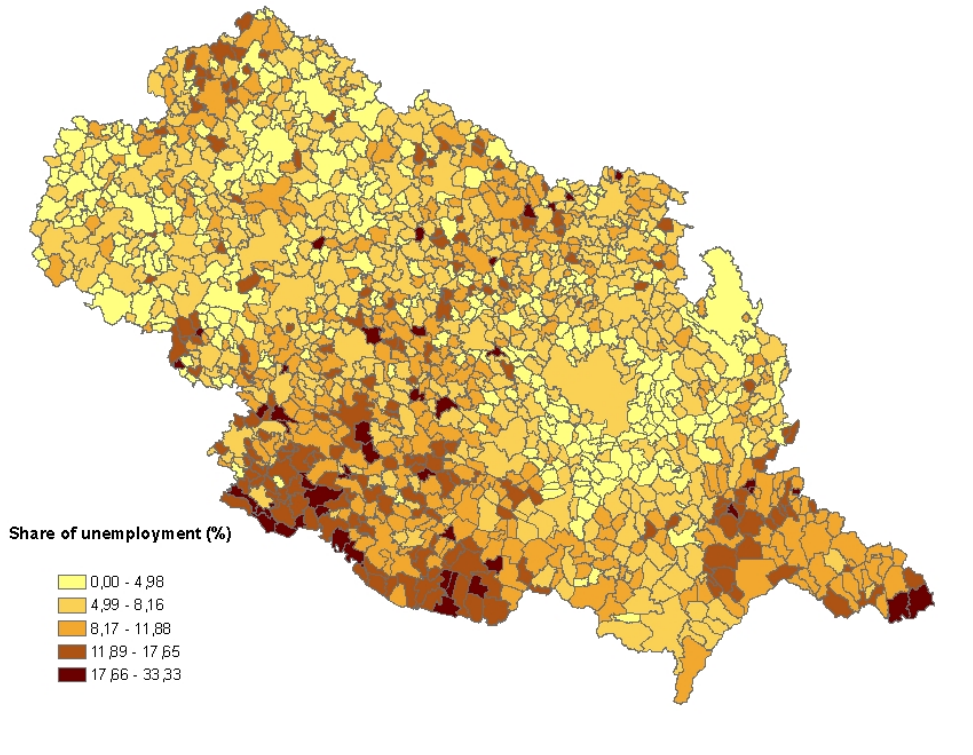 Share of unemployment (%)
0,00 - 4,98
4,99 - 8,16
8,17 - 11,88
11,89 - 17,65
17,66 - 33,33